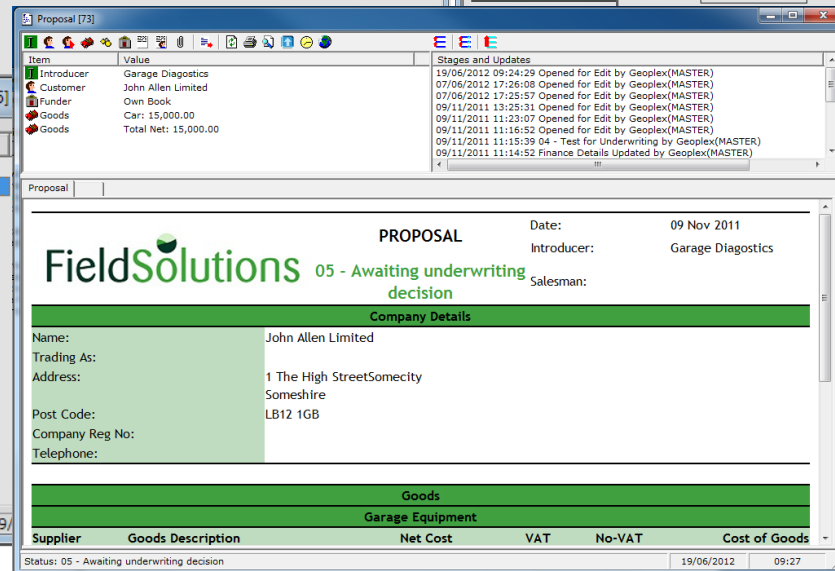 Proposal [73]
Item Value
Introducer Garage Diagostics
Customer John Allen Limited
Funder Own Book
Goods Car: 15,000.00
Goods Total Net: 15,000.00
Stages and Updates
19/06/2012 09:24:29 Opened for Edit by Geoplex(MASTER)
07/06/2012 17:26:08 Opened for Edit by Geoplex(MASTER)
07/06/2012 17:25:57 Opened for Edit by Geoplex(MASTER)
09/11/2011 13:25:31 Opened for Edit by Geoplex(MASTER)
09/11/2011 11:23:07 Opened for Edit by Geoplex(MASTER)
09/11/2011 11:16:52 Opened for Edit by Geoplex(MASTER)
09/11/2011 11:15:39 04 - Test for Underwriting by Geoplex(MASTER)
09/11/2011 11:14:52 Finance Details Updated by Geoplex(MASTER)
Proposal
FieldSolutions
PROPOSAL
05 - Awaiting underwriting
decision
Date: 09 Nov 2011
Introducer: Garage Diagostics
Salesman:
Company Details
Name: John Allen Limited
Trading As:
Address: 1 The High StreetSomecity
Someshire
Post Code: LB12 1GB
Company Reg No:
Telephone:
Goods
Garage Equipment
Supplier Goods Description Net Cost VAT No-VAT Cost of Goods
Status: 05 - Awaiting underwriting decision 19/06/2012 09:27